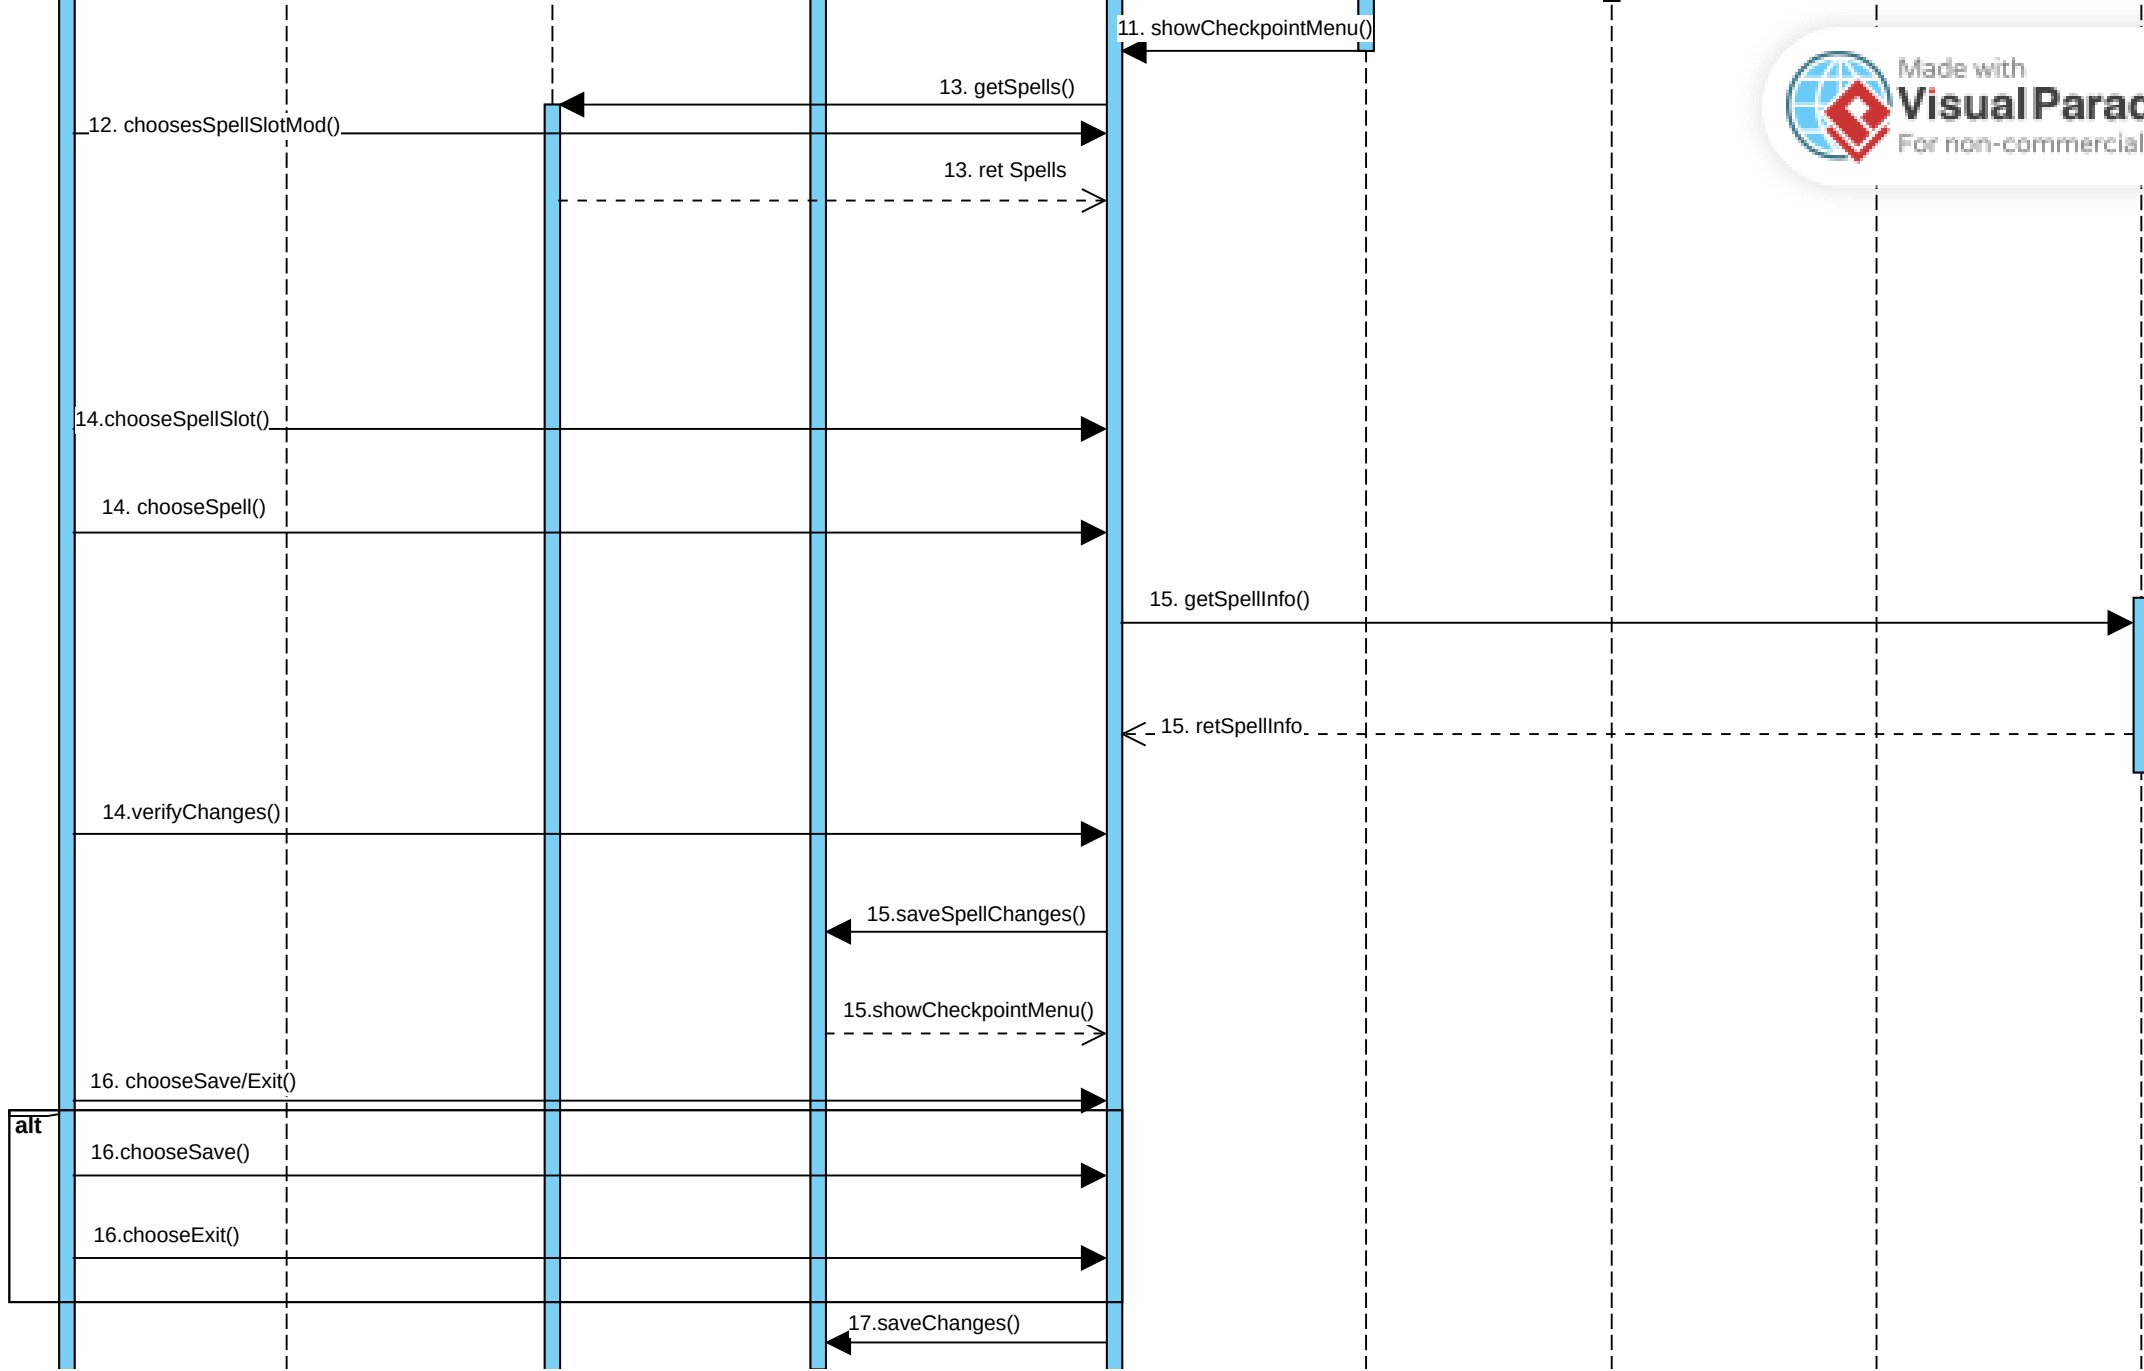 11. showCheckpointMenu()
Made with
Visual Parad
For non-commercial
13. getSpells()
12. choosesSpellSlotMod()
13. ret Spells
14.chooseSpellSlot()
14. chooseSpell()
15. getSpellInfo()
15. retSpellInfo
14.verifyChanges()
15.saveSpellChanges()
15.showCheckpointMenu()
16. chooseSave/Exit()
alt
16.chooseSave()
16.chooseExit()
17.saveChanges()